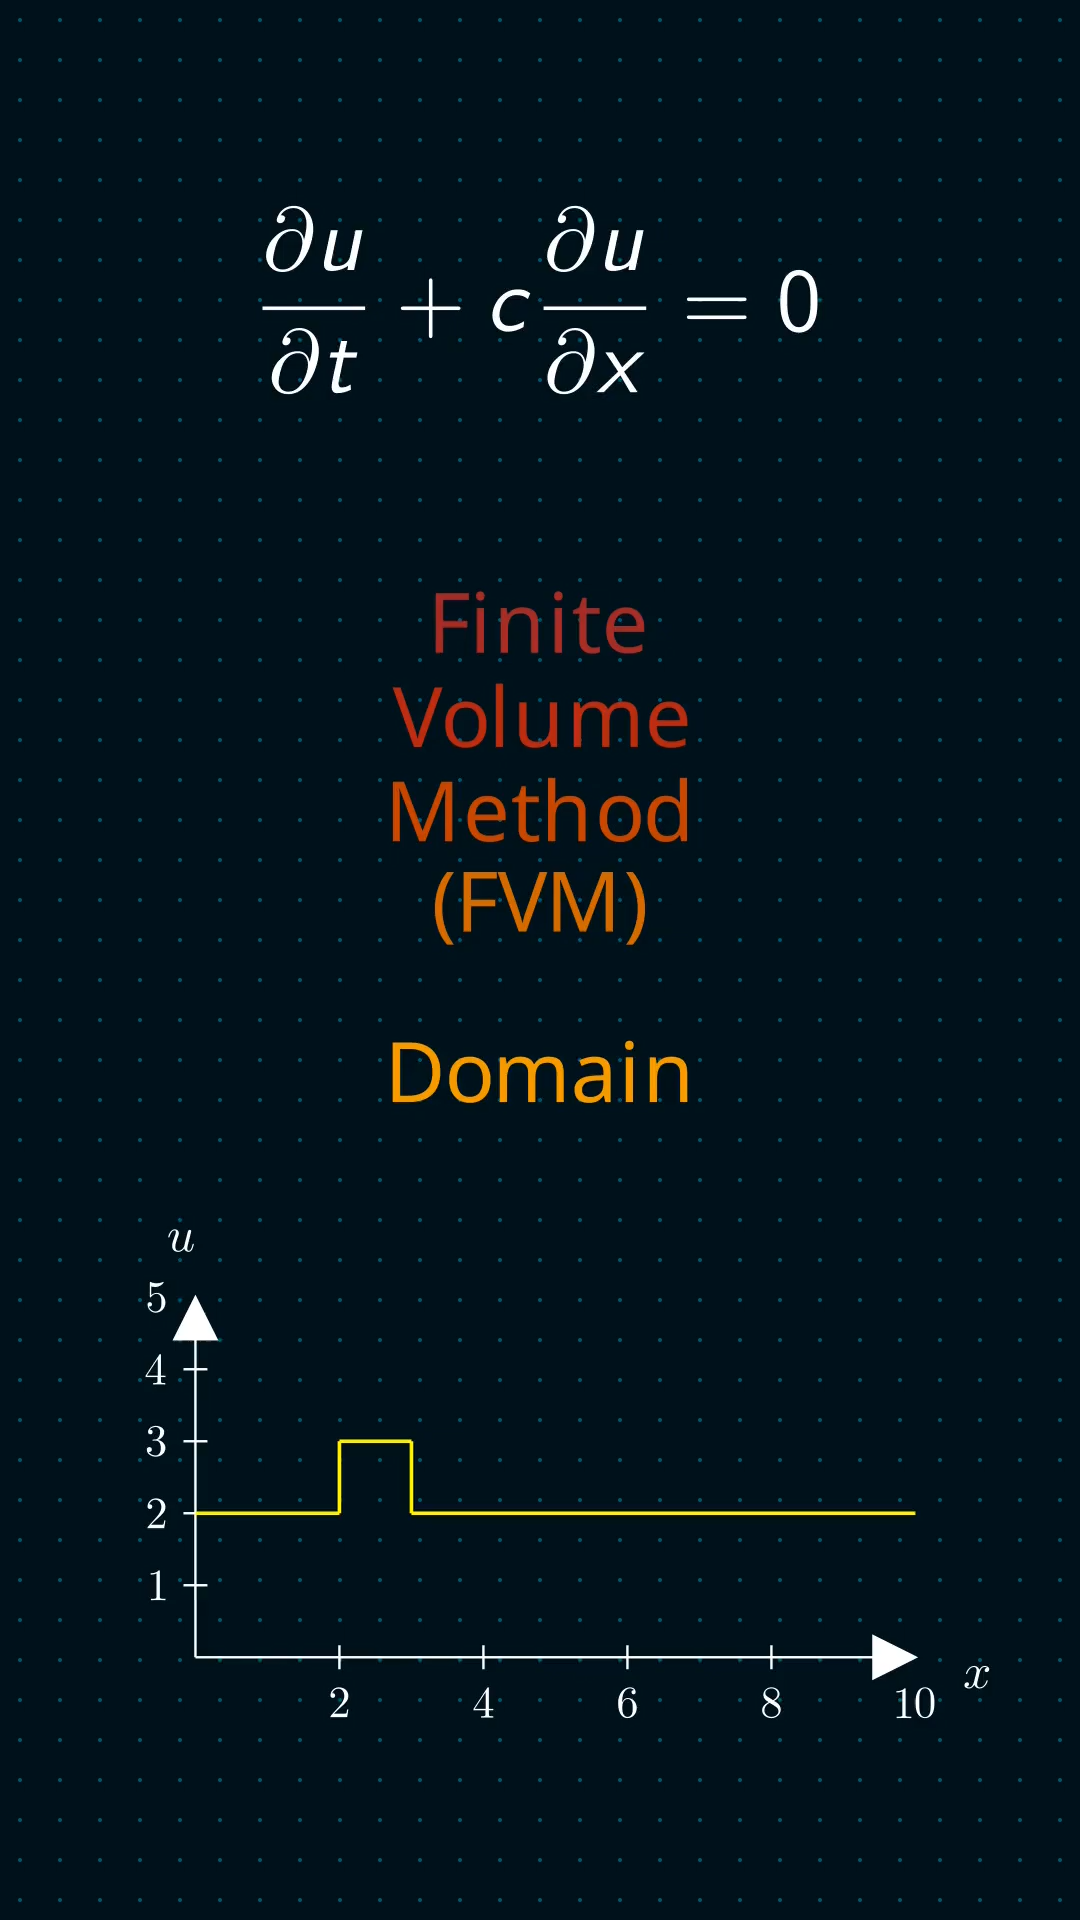 ∂u/∂t + c ∂u/∂x = 0
Finite
Volume
Method
(FVM)
Domain
u
5
4
3
2
1
2 4 6 8 10 x